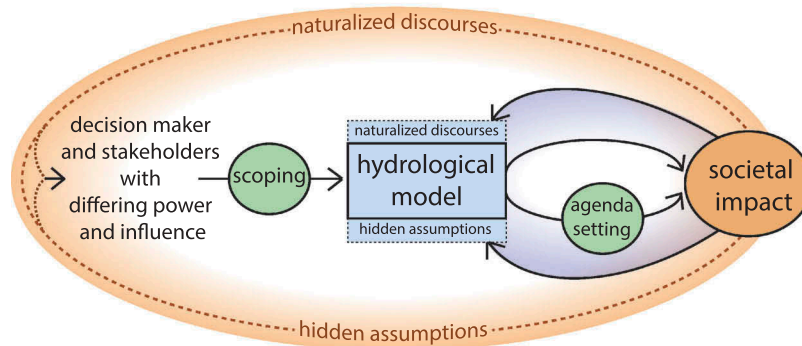 naturalized discourses
decision maker
and stakeholders
with
differing power
and influence
scoping
naturalized discourses
hydrological
model
hidden assumptions
agenda
setting
societal
impact
hidden assumptions